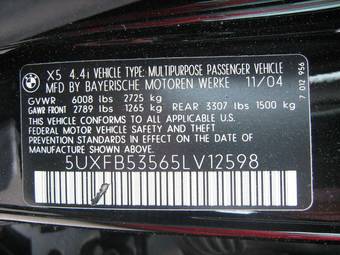 X5 4.4i VEHICLE TYPE: MULTIPURPOSE PASSENGER VEHICLE
MFD BY BAYERISCHE MOTOREN WERKE 11/04
GVWR 6008 lbs 2725 kg
GAWR FRONT 2789 lbs 1265 kg REAR 3307 lbs 1500 kg
THIS VEHICLE CONFORMS TO ALL APPLICABLE
FEDERAL MOTOR VEHICLE SAFETY, BUMPER AND THEFT
PREVENTION STANDARDS IN EFFECT ON THE DATE
OF MANUFACTURE SHOWN ABOVE
5UXFB53565LV12598
7 012 956